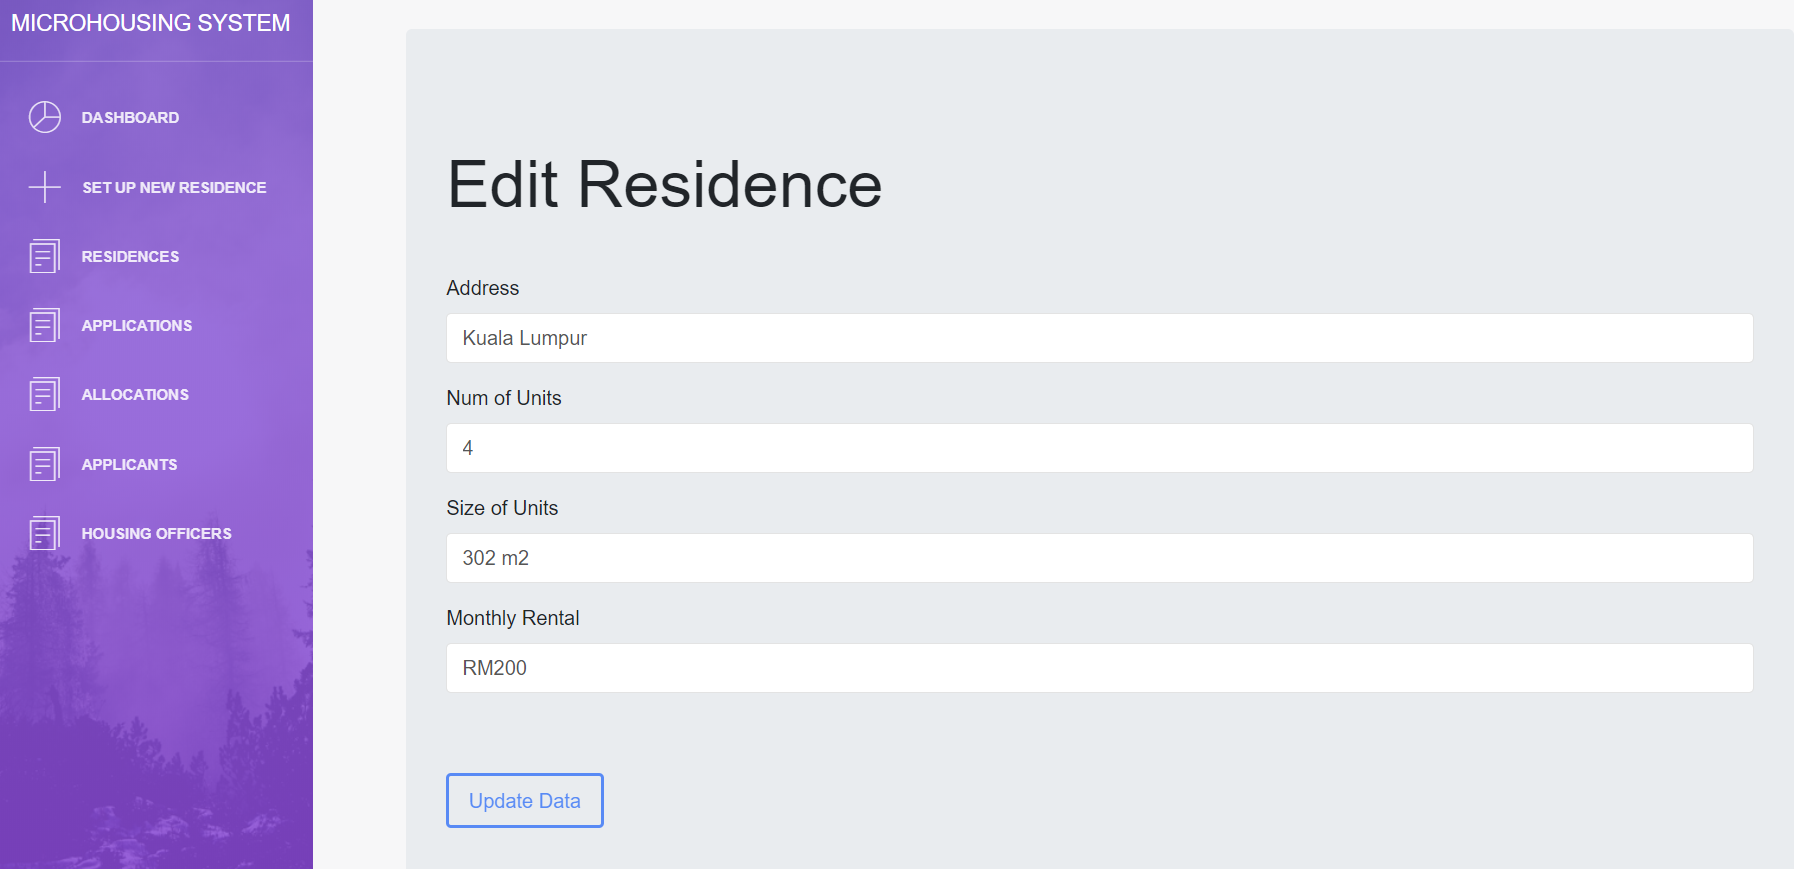 MICROHOUSING SYSTEM
DASHBOARD
SET UP NEW RESIDENCE
RESIDENCES
APPLICATIONS
ALLOCATIONS
APPLICANTS
HOUSING OFFICERS
Edit Residence
Address
Kuala Lumpur
Num of Units
4
Size of Units
302 m2
Monthly Rental
RM200
Update Data